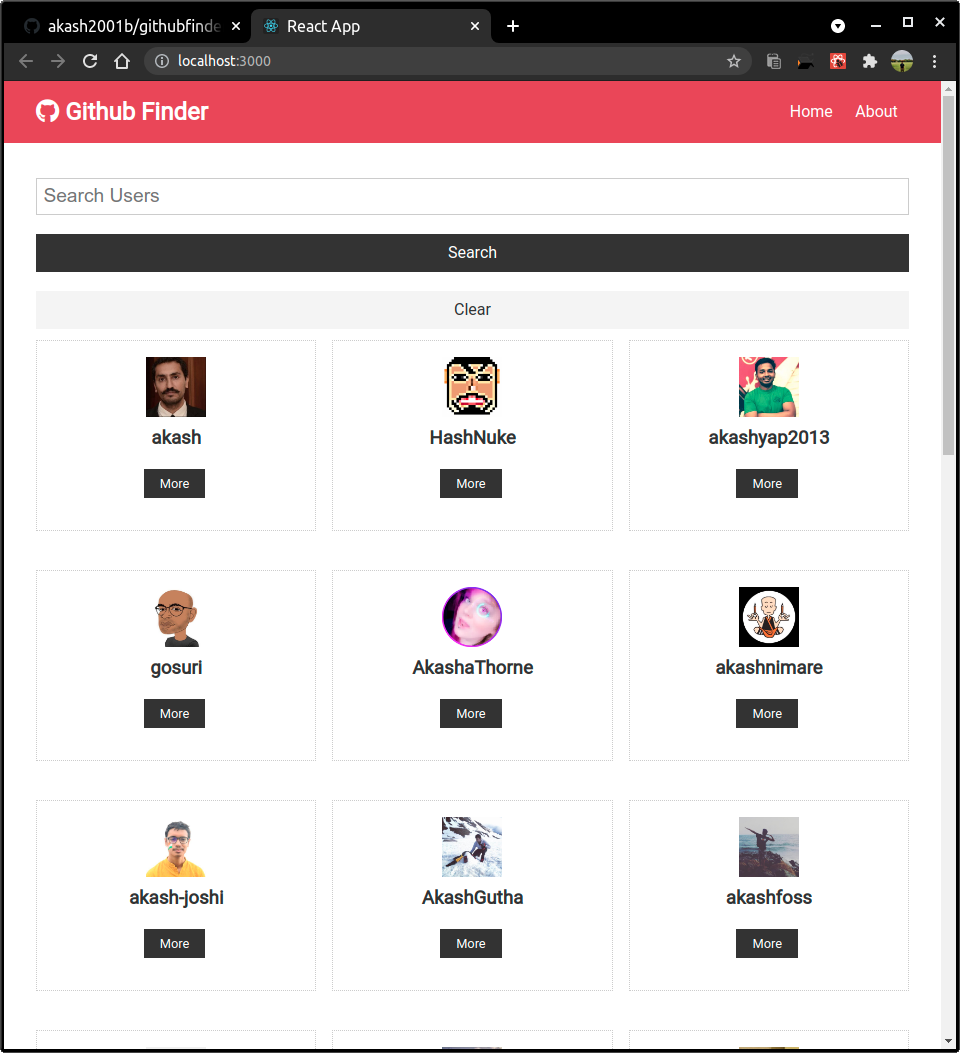 akash2001b/githubfinde
React App
localhost:3000
Github Finder
Home
About
Search Users
Search
Clear
akash
HashNuke
akashyap2013
More
More
More
gosuri
AkashaThorne
akashnimare
More
More
More
akash-joshi
AkashGutha
akashfoss
More
More
More